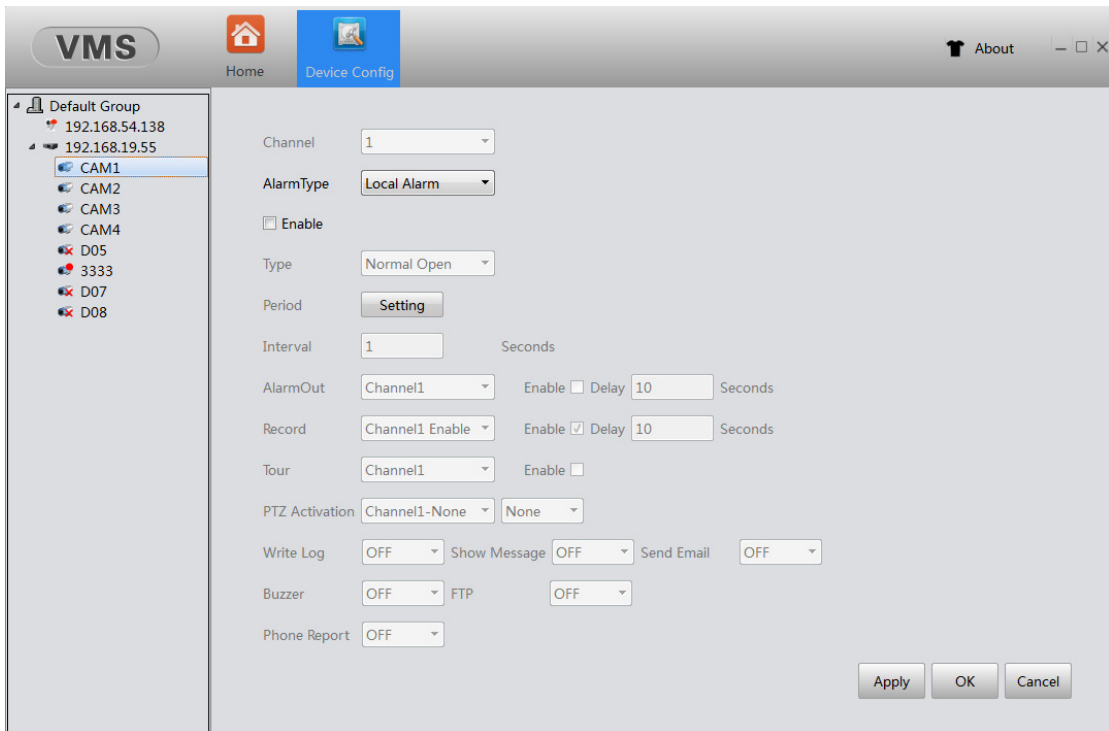 VMS
Home
Device Config
About
Default Group
192.168.54.138
192.168.19.55
CAM1
CAM2
CAM3
CAM4
D05
3333
D07
D08
Channel 1
AlarmType Local Alarm
Enable
Type Normal Open
Period Setting
Interval 1 Seconds
AlarmOut Channel1 Enable Delay 10 Seconds
Record Channel1 Enable Enable Delay 10 Seconds
Tour Channel1 Enable
PTZ Activation Channel1-None None
Write Log OFF Show Message OFF Send Email OFF
Buzzer OFF FTP OFF
Phone Report OFF
Apply OK Cancel